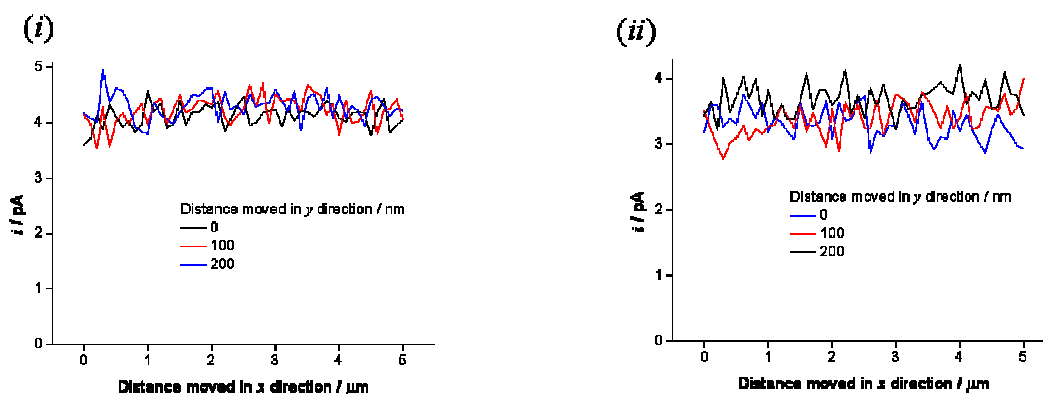 (i)
5
4
3
2
1
0
i / pA
Distance moved in y direction / nm
0
100
200
0 1 2 3 4 5
Distance moved in x direction / µm
(ii)
4
3
2
1
0
i / pA
Distance moved in y direction / nm
0
100
200
0 1 2 3 4 5
Distance moved in x direction / µm